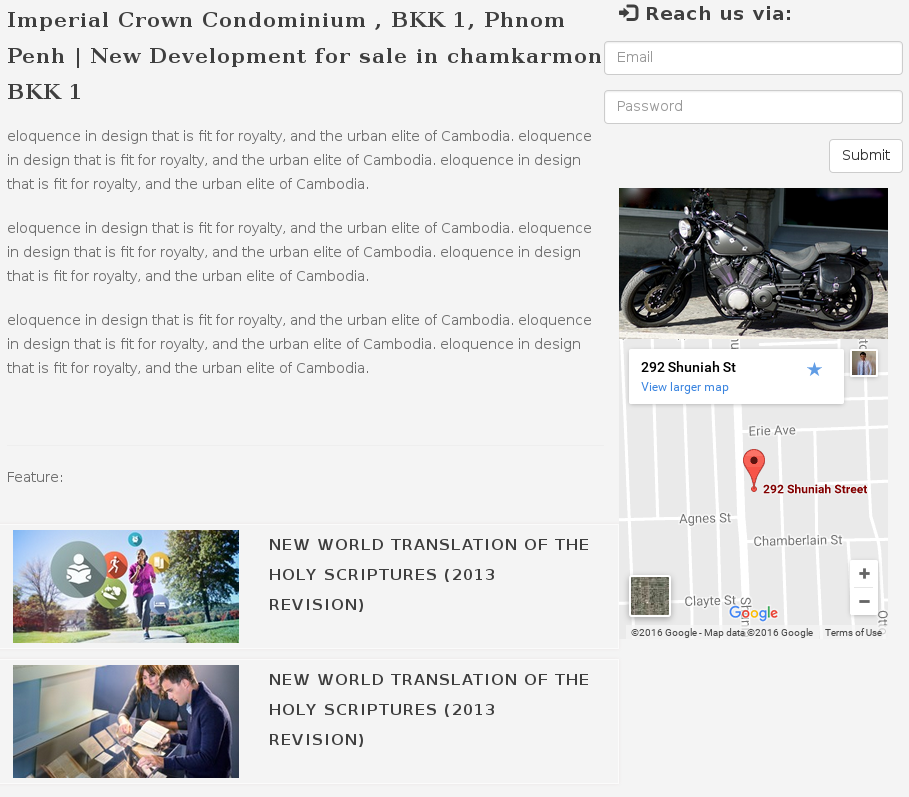 Imperial Crown Condominium , BKK 1, Phnom
Penh | New Development for sale in chamkarmon
BKK 1
eloquence in design that is fit for royalty, and the urban elite of Cambodia. eloquence
in design that is fit for royalty, and the urban elite of Cambodia. eloquence in design
that is fit for royalty, and the urban elite of Cambodia.
eloquence in design that is fit for royalty, and the urban elite of Cambodia. eloquence
in design that is fit for royalty, and the urban elite of Cambodia. eloquence in design
that is fit for royalty, and the urban elite of Cambodia.
eloquence in design that is fit for royalty, and the urban elite of Cambodia. eloquence
in design that is fit for royalty, and the urban elite of Cambodia. eloquence in design
that is fit for royalty, and the urban elite of Cambodia.
Feature:
NEW WORLD TRANSLATION OF THE
HOLY SCRIPTURES (2013
REVISION)
NEW WORLD TRANSLATION OF THE
HOLY SCRIPTURES (2013
REVISION)
Reach us via:
Email
Password
Submit
292 Shuniah St
View larger map
Erie Ave
292 Shuniah Street
Agnes St
Chamberlain St
Clayte St
Google
©2016 Google - Map data ©2016 Google Terms of Use